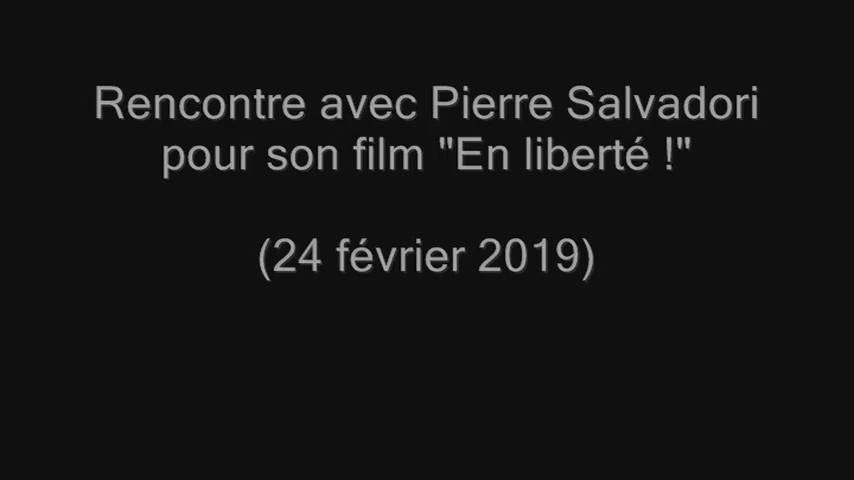 Rencontre avec Pierre Salvadori
pour son film "En liberté !"
(24 février 2019)